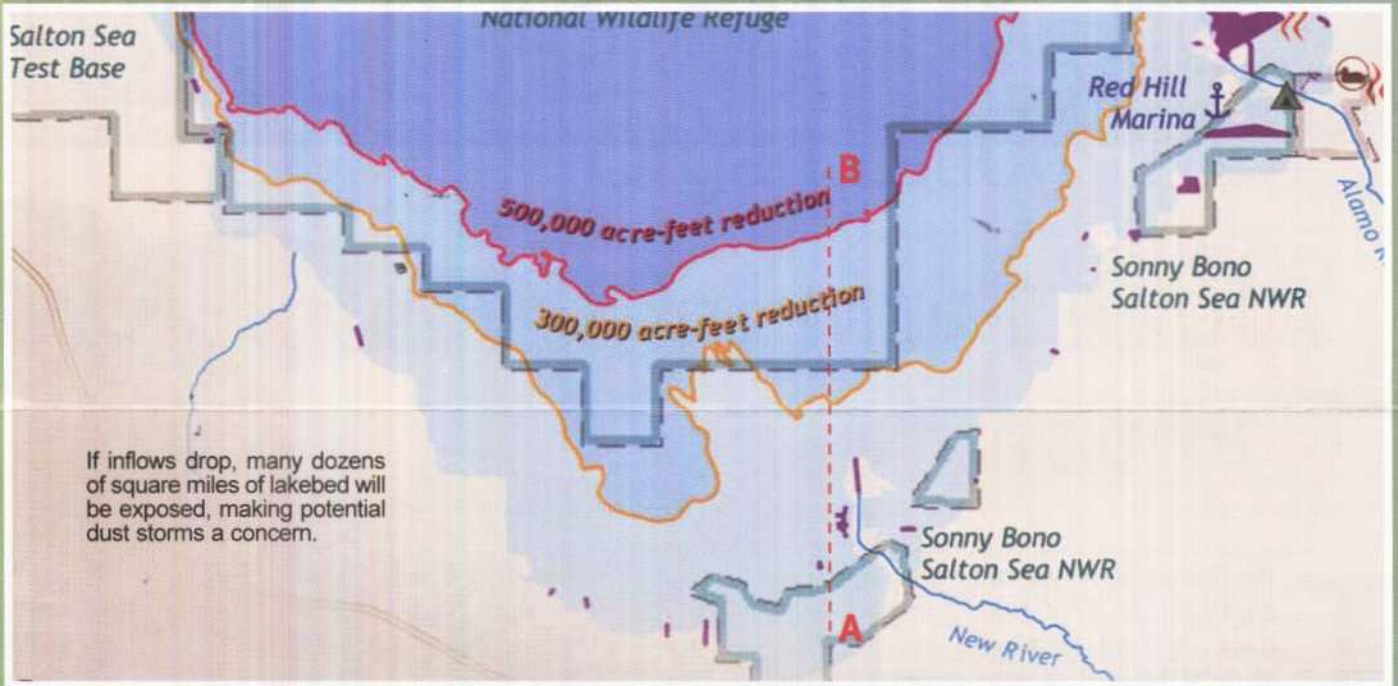 National Wildlife Refuge
Salton Sea
Test Base
Red Hill
Marina
B
500,000 acre-feet reduction
Alamo
Sonny Bono
Salton Sea NWR
300,000 acre-feet reduction
If inflows drop, many dozens
of square miles of lakebed will
be exposed, making potential
dust storms a concern.
Sonny Bono
Salton Sea NWR
A
New River